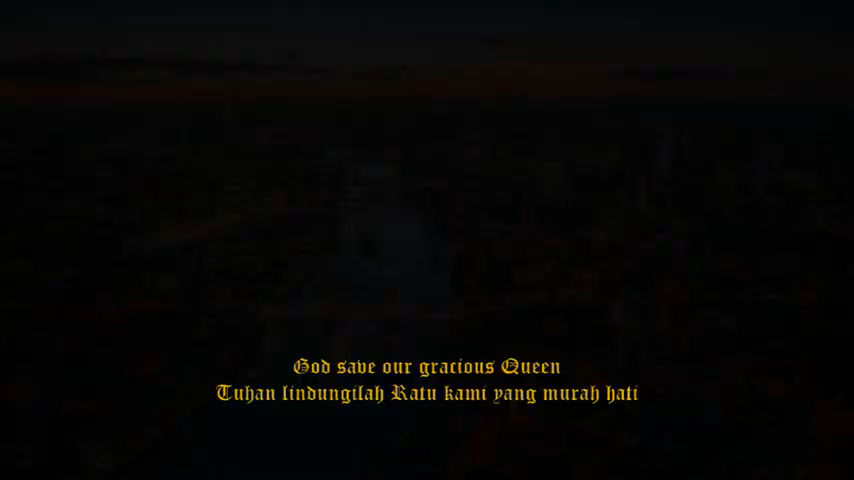 God save our gracious Queen
Tuhan lindungilah Ratu kami yang murah hati